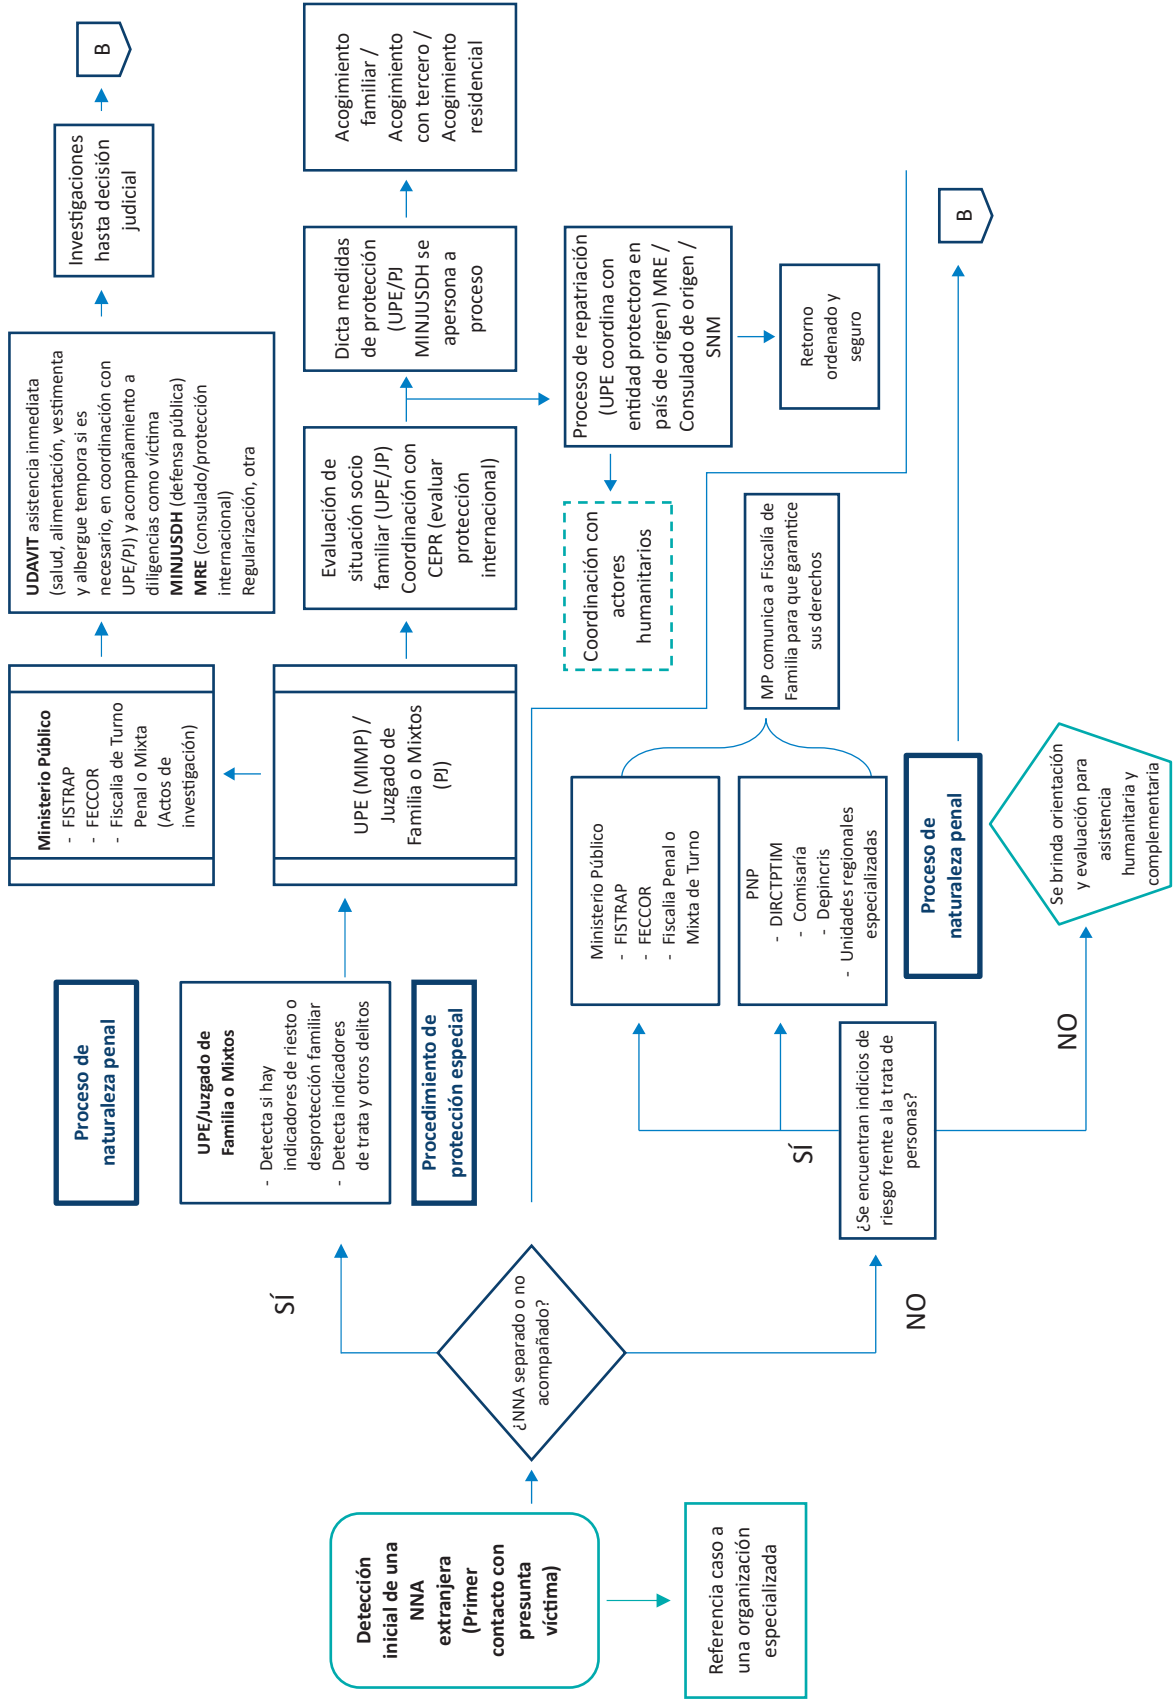 Detección
inicial de una
NNA
extranjera
(Primer
contacto con
presunta
víctima)
Referencia caso a
una organización
especializada
¿NNA separado o no
acompañado?
SÍ
NO
Proceso de
naturaleza penal
UPE/Juzgado de
Familia o Mixtos
- Detecta si hay
indicadores de riesto o
desprotección familiar
- Detecta indicadores
de trata y otros delitos
Procedimiento de
protección especial
Ministerio Público
- FISTRAP
- FECCOR
- Fiscalia de Turno
Penal o Mixta
(Actos de
investigación)
UPE (MIMP) /
Juzgado de
Familia o Mixtos
(PJ)
UDAVIT asistencia inmediata
(salud, alimentación, vestimenta
y albergue tempora si es
necesario, en coordinación con
UPE/PJ) y acompañamiento a
diligencias como víctima
MINJUSDH (defensa pública)
MRE (consulado/protección
internacional)
Regularización, otra
Investigaciones
hasta decisión
judicial
B
Evaluación de
situación socio
familiar (UPE/JP)
Coordinación con
CEPR (evaluar
protección
internacional)
Dicta medidas
de protección
(UPE/PJ
MINJUSDH se
apersona a
proceso
Acogimiento
familiar /
Acogimiento
con tercero /
Acogimiento
residencial
Proceso de repatriación
(UPE coordina con
entidad protectora en
país de origen) MRE /
Consulado de origen /
SNM
Coordinación con
actores
humanitarios
Retorno
ordenado y
seguro
¿Se encuentran indicios de
riesgo frente a la trata de
personas?
SÍ
NO
Ministerio Público
- FISTRAP
- FECCOR
- Fiscalia Penal o
Mixta de Turno
PNP
- DIRCTPTIM
- Comisaría
- Depincris
- Unidades regionales
especializadas
MP comunica a Fiscalía de
Familia para que garantice
sus derechos
Proceso de
naturaleza penal
B
Se brinda orientación
y evaluación para
asistencia
humanitaria y
complementaria